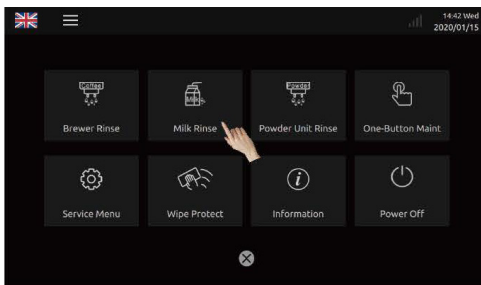 14:42 Wed
2020/01/15
Coffee
Milk
Powder
Brewer Rinse
Milk Rinse
Powder Unit Rinse
One-Button Maint
Service Menu
Wipe Protect
Information
Power Off